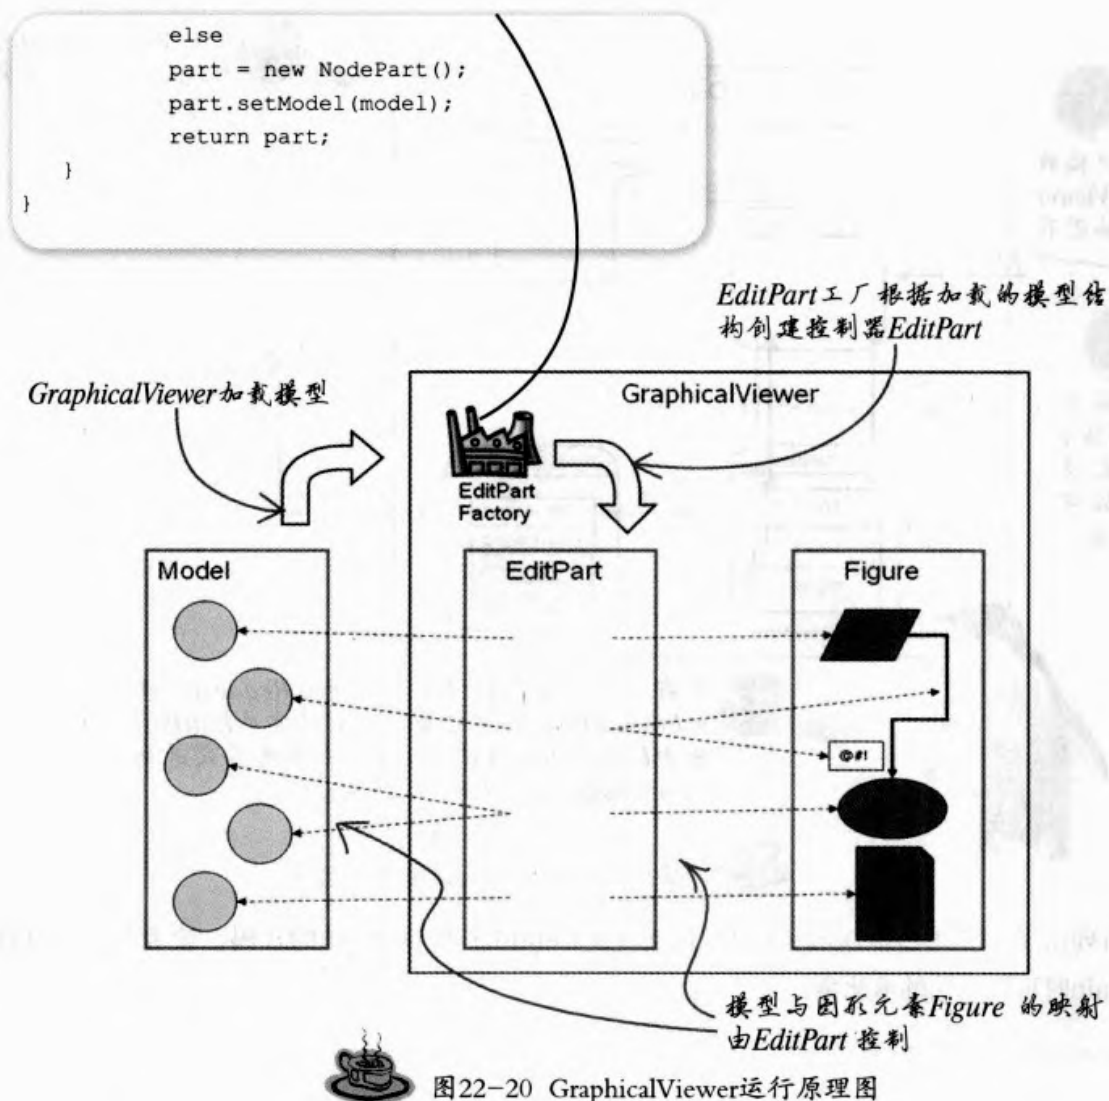 else
part = new NodePart();
part.setModel(model);
return part;
}
}
EditPart工厂根据加载的模型结
构创建控制器EditPart
GraphicalViewer加载模型
GraphicalViewer
EditPart
Factory
Model
EditPart
Figure
@#!
模型与图形元素Figure 的映射
由EditPart 控制
图22-20 GraphicalViewer运行原理图